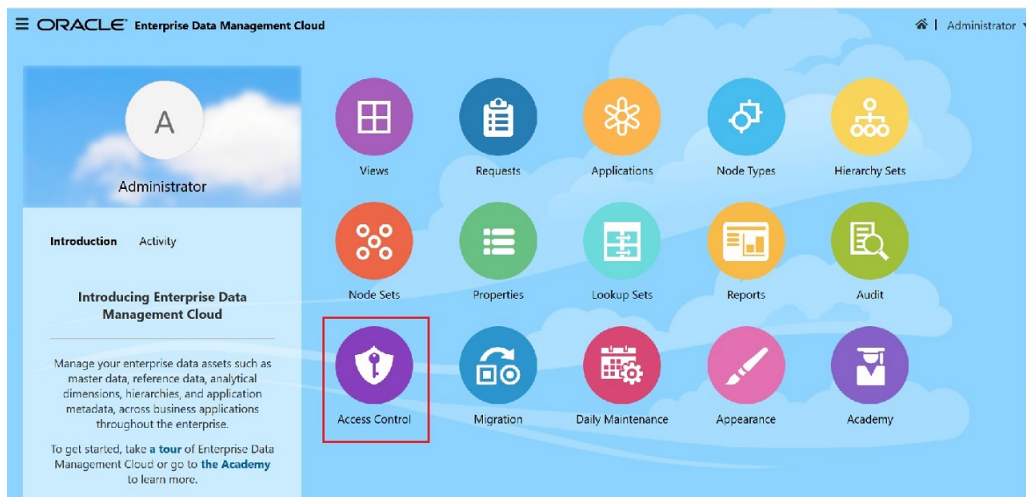 ORACLE® Enterprise Data Management Cloud
Administrator
A
Administrator
Introduction Activity
Introducing Enterprise Data
Management Cloud
Manage your enterprise data assets such as
master data, reference data, analytical
dimensions, hierarchies, and application
metadata, across business applications
throughout the enterprise.
To get started, take a tour of Enterprise Data
Management Cloud or go to the Academy
to learn more.
Views Requests Applications Node Types Hierarchy Sets
Node Sets Properties Lookup Sets Reports Audit
Access Control Migration Daily Maintenance Appearance Academy